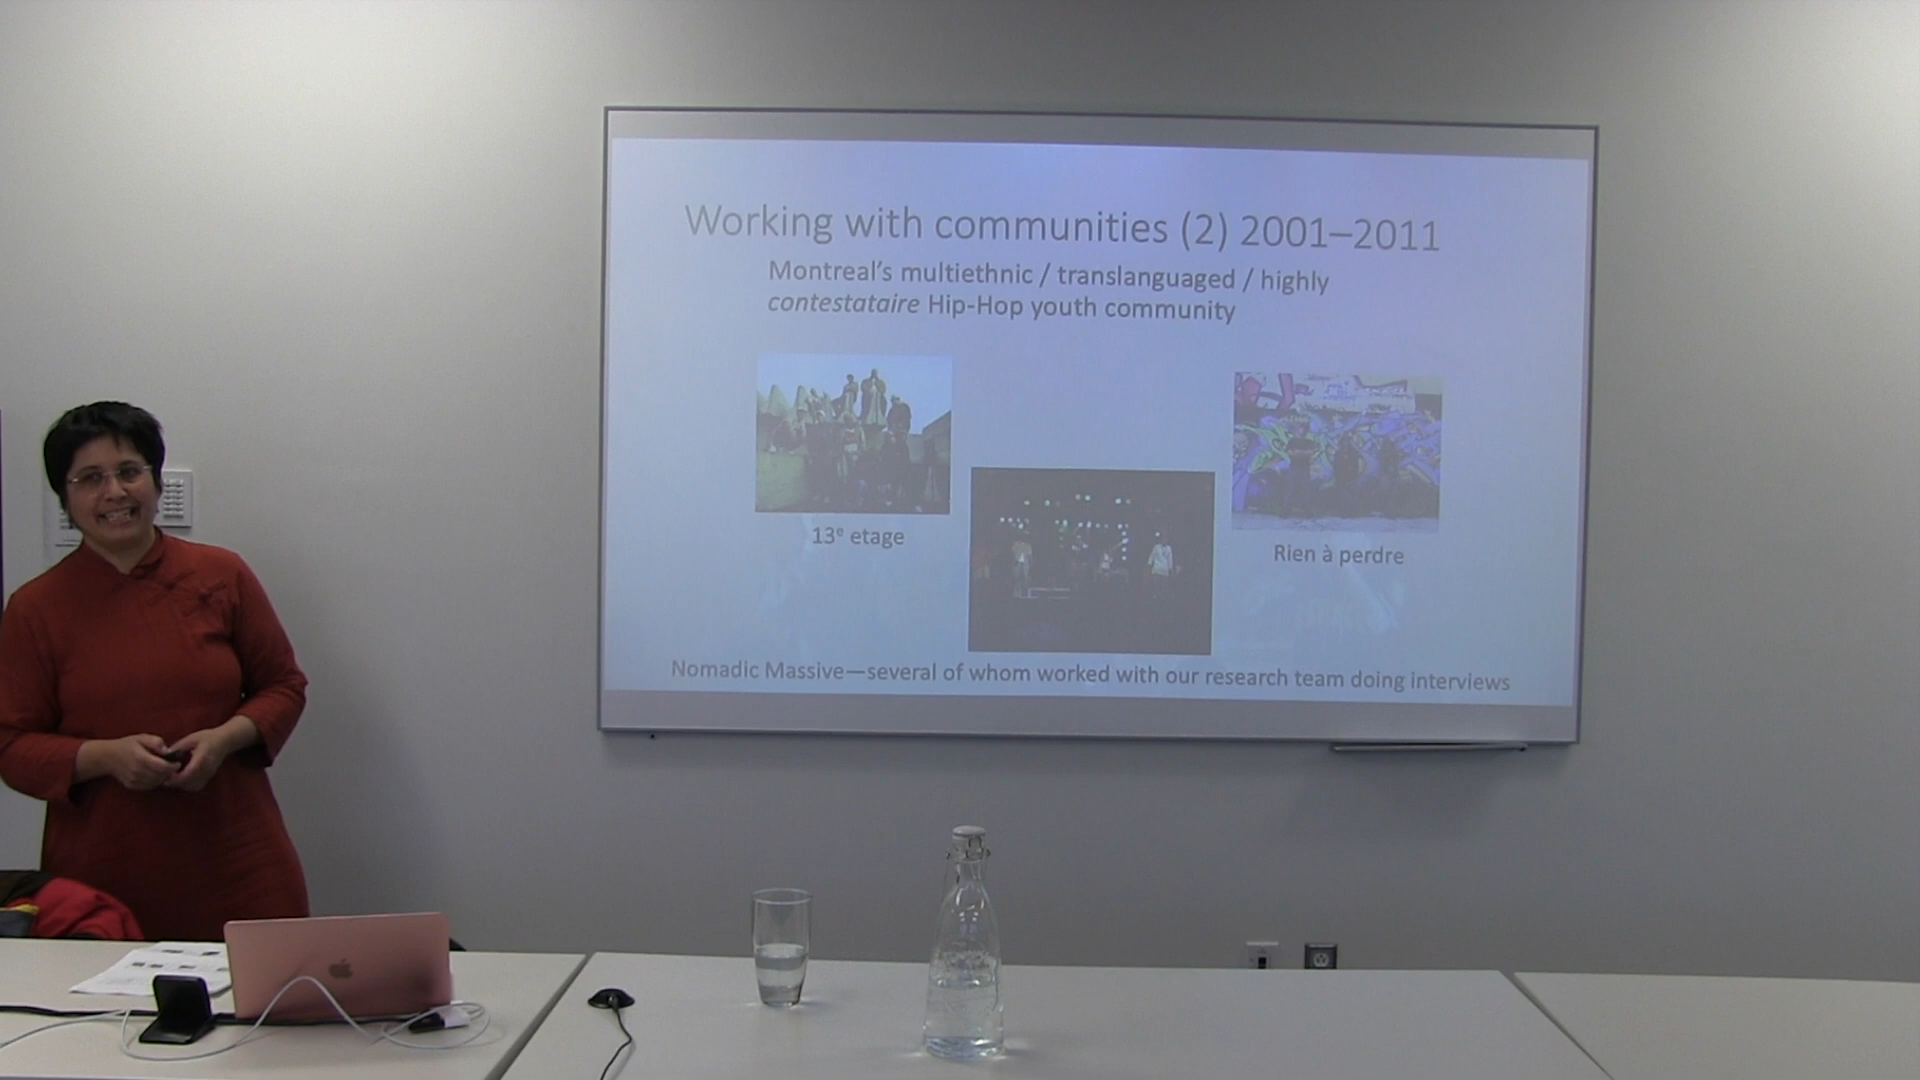 Working with communities (2) 2001–2011
Montreal's multiethnic / translanguaged / highly
contestataire Hip-Hop youth community
13e etage
Rien à perdre
Nomadic Massive—several of whom worked with our research team doing interviews